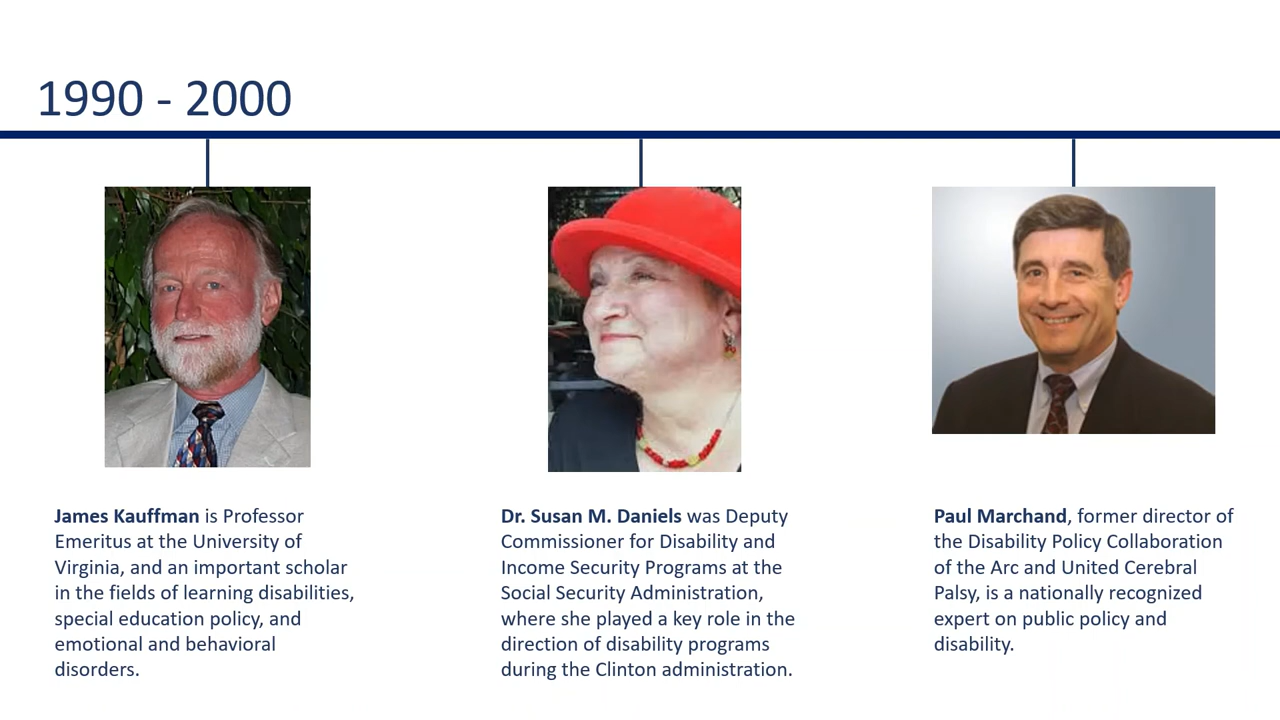 1990 - 2000
James Kauffman is Professor
Emeritus at the University of
Virginia, and an important scholar
in the fields of learning disabilities,
special education policy, and
emotional and behavioral
disorders.
Dr. Susan M. Daniels was Deputy
Commissioner for Disability and
Income Security Programs at the
Social Security Administration,
where she played a key role in the
direction of disability programs
during the Clinton administration.
Paul Marchand, former director of
the Disability Policy Collaboration
of the Arc and United Cerebral
Palsy, is a nationally recognized
expert on public policy and
disability.